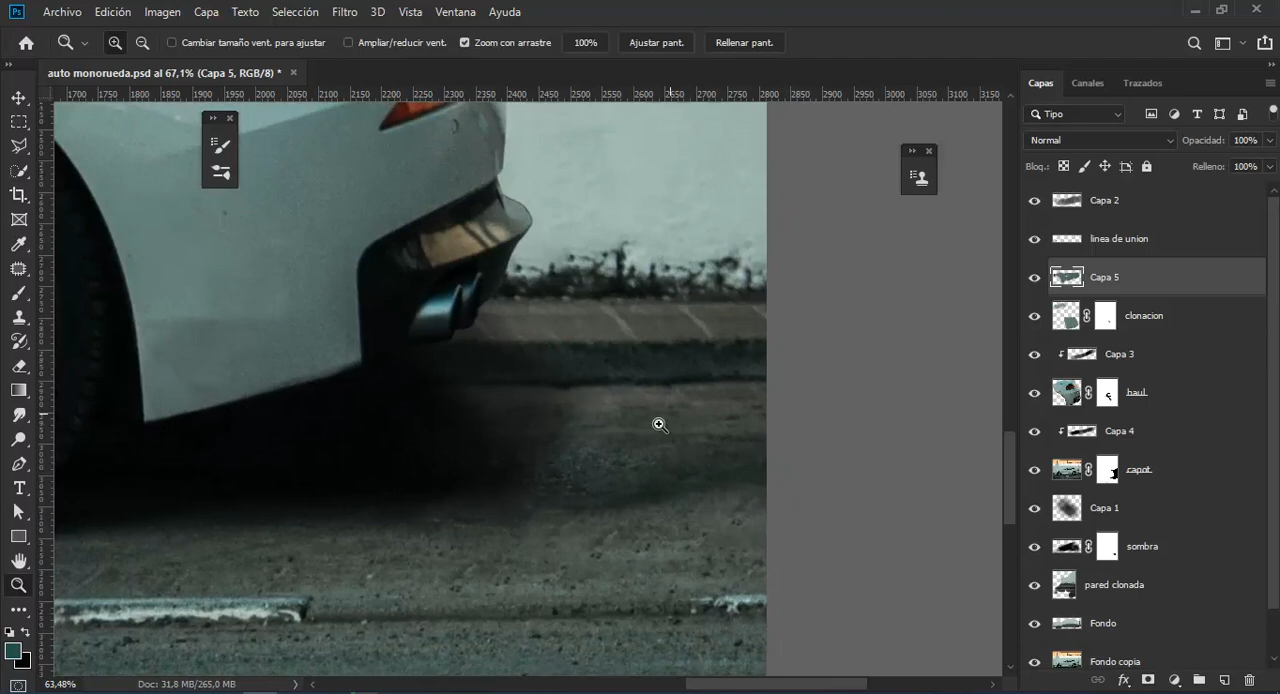 Ps Archivo Edición Imagen Capa Texto Selección Filtro 3D Vista Ventana Ayuda
Cambiar tamaño vent. para ajustar Ampliar/reducir vent. Zoom con arrastre 100% Ajustar pant. Rellenar pant.
auto monorueda.psd al 67,1% (Capa 5, RGB/8) *
1700 1750 1800 1850 1900 1950 2000 2050 2100 2150 2200 2250 2300 2350 2400 2450 2500 2550 2600 2650 2700 2750 2800 2850 2900 2950 3000 3050 3100 3150
Capas Canales Trazados
Tipo
Normal Opacidad: 100%
Bloq.: Relleno: 100%
Capa 2
linea de union
Capa 5
clonacion
Capa 3
baul
Capa 4
capot
Capa 1
sombra
pared clonada
Fondo
Fondo copia
63,48% Doc: 31,8 MB/265,0 MB